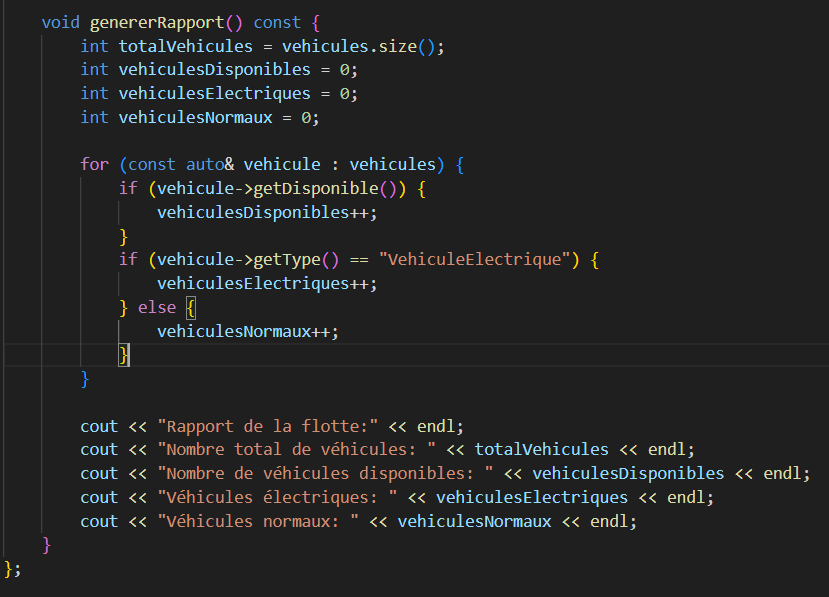 void genererRapport() const {
int totalVehicules = vehicules.size();
int vehiculesDisponibles = 0;
int vehiculesElectriques = 0;
int vehiculesNormaux = 0;
for (const auto& vehicule : vehicules) {
if (vehicule->getDisponible()) {
vehiculesDisponibles++;
}
if (vehicule->getType() == "VehiculeElectrique") {
vehiculesElectriques++;
} else {
vehiculesNormaux++;
}
}
cout << "Rapport de la flotte:" << endl;
cout << "Nombre total de véhicules: " << totalVehicules << endl;
cout << "Nombre de véhicules disponibles: " << vehiculesDisponibles << endl;
cout << "Véhicules électriques: " << vehiculesElectriques << endl;
cout << "Véhicules normaux: " << vehiculesNormaux << endl;
}
};